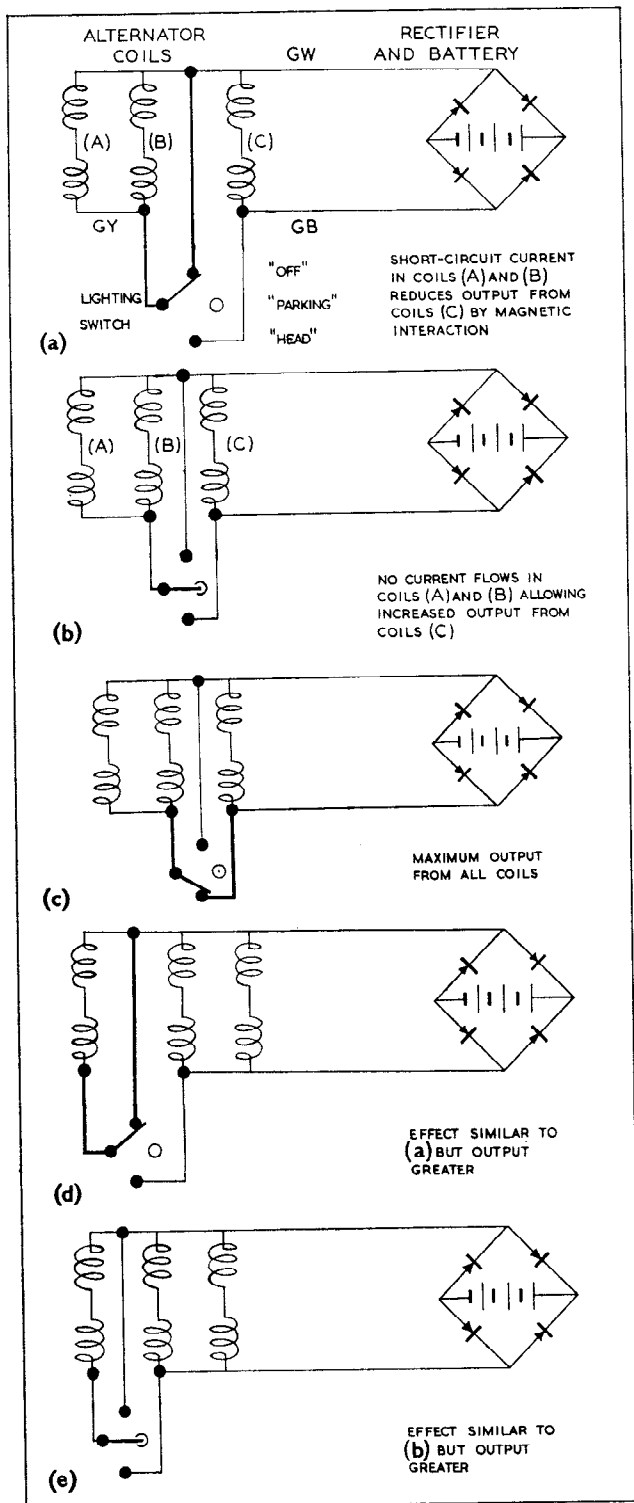 ALTERNATOR
COILS
GW
RECTIFIER
AND BATTERY
(A)
(B)
(C)
GY
GB
"OFF"
LIGHTING
SWITCH
"PARKING"
"HEAD"
SHORT-CIRCUIT CURRENT
IN COILS (A) AND (B)
REDUCES OUTPUT FROM
COILS (C) BY MAGNETIC
INTERACTION
(a)
(A)
(B)
(C)
NO CURRENT FLOWS IN
COILS (A) AND (B) ALLOWING
INCREASED OUTPUT FROM
COILS (C)
(b)
MAXIMUM OUTPUT
FROM ALL COILS
(c)
EFFECT SIMILAR TO
(a) BUT OUTPUT
GREATER
(d)
EFFECT SIMILAR TO
(b) BUT OUTPUT
GREATER
(e)